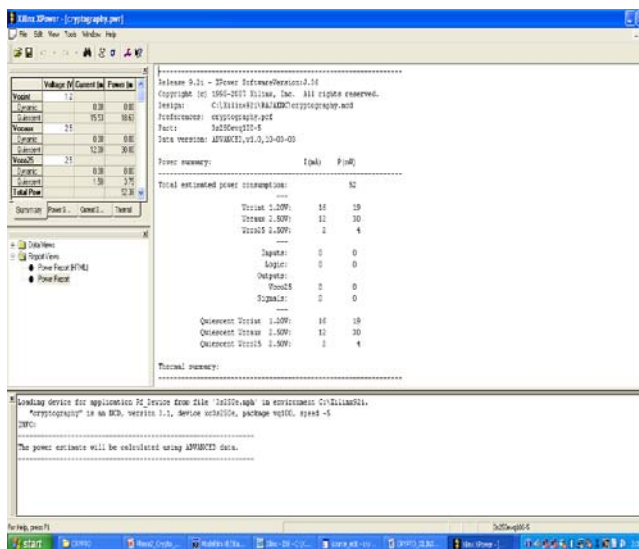 Xilinx XPower - [cryptography.pwr]
File Edit View Tools Window Help
Voltage (V Current (m Power (m
Vccint 1.2
Dynamic 0.00 0.00
Quiescent 15.53 18.63
Vccaux 2.5
Dynamic 0.00 0.00
Quiescent 12.00 30.00
Vcco25 2.5
Dynamic 0.00 0.00
Quiescent 1.50 3.75
Total Pow 52.38
Summary Power S... Current S... Thermal
Data Views
Report Views
Power Report (HTML)
Power Report
Release 9.2i - XPower SoftwareVersion:J.36
Copyright (c) 1995-2007 Xilinx, Inc. All rights reserved.
Design: cryptography.ncd
Preferences: cryptography.pcf
Part: 3s250evq100-5
Data version: ADVANCED,v1.0,
Power summary: I(mA) P(mW)
Total estimated power consumption: 52
---
Vccint 1.20V: 16 19
Vccaux 2.50V: 12 30
Vcco25 2.50V: 2 4
---
Inputs: 0 0
Logic: 0 0
Outputs:
Vcco25 0 0
Signals: 0 0
---
Quiescent Vccint 1.20V: 16 19
Quiescent Vccaux 2.50V: 12 30
Quiescent Vcco25 2.50V: 2 4
Thermal summary:
Loading device for application Rf_Device from file '3s250e.nph' in environment C:\Xilinx92i.
"cryptography" is an NCD, version 3.1, device xc3s250e, package vq100, speed -5
INFO:
The power estimate will be calculated using ADVANCED data.
For Help, press F1
3s250evq100-5
start CRYPTO Xilinx XPower - [